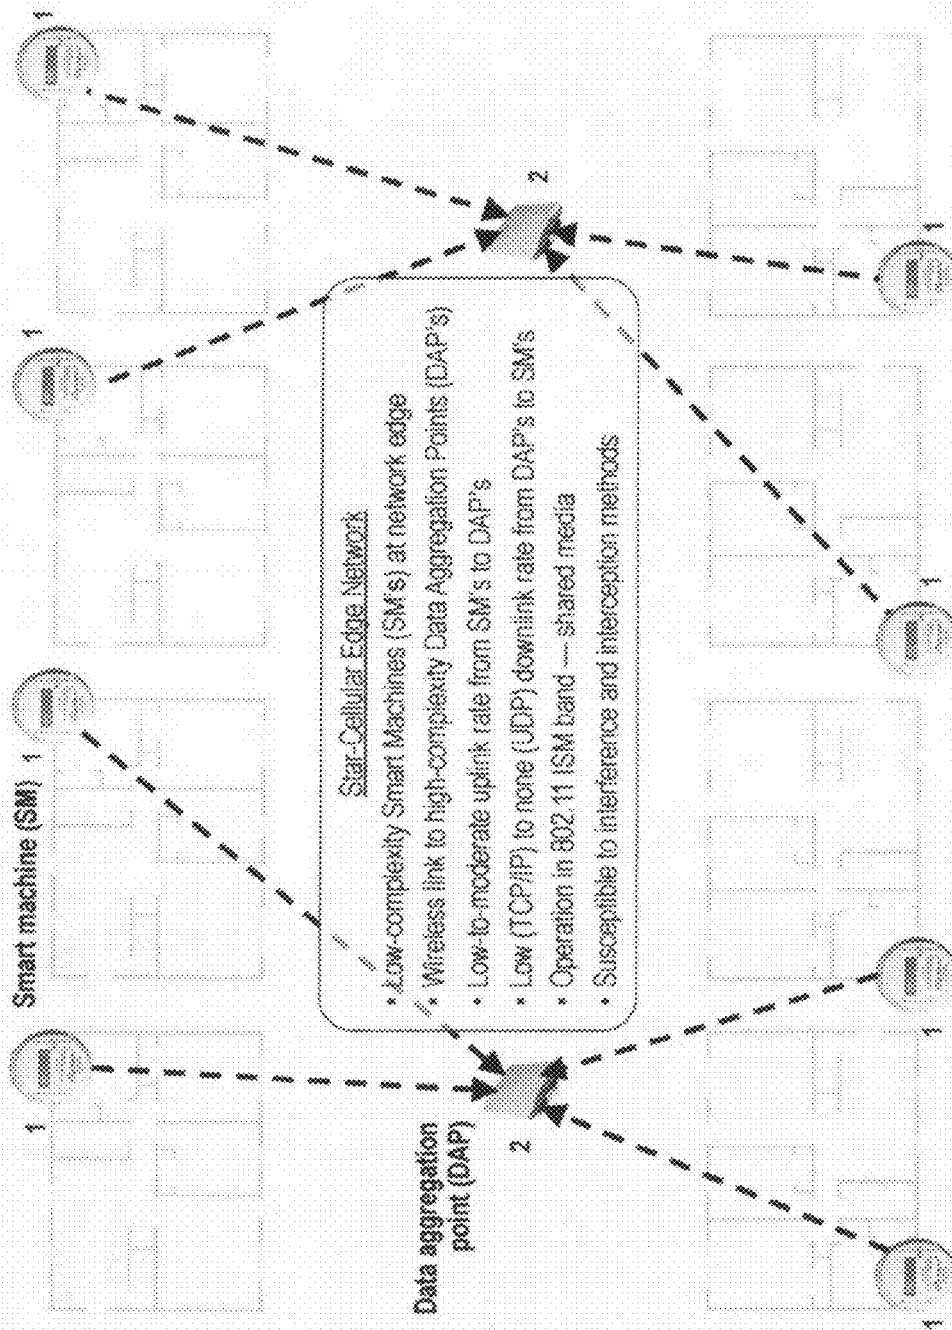 1
Smart machine (SM) 1
1
1
Data aggregation
point (DAP)
2
Star-Cellular Edge Network
• Low-compexity Smart Machines (SM's) at network edge
• Wireless link to high-complexity Data Aggregation Points (DAP's)
• Low-to-moderate uplink rate from SM's to DAP's
• Low (TCP/IP) to none (UDP) downlink rate from DAP's to SM's
• Operation in 802.11 ISM band — shared media
• Susceptible to interference and interception methods
2
1
1
1
1